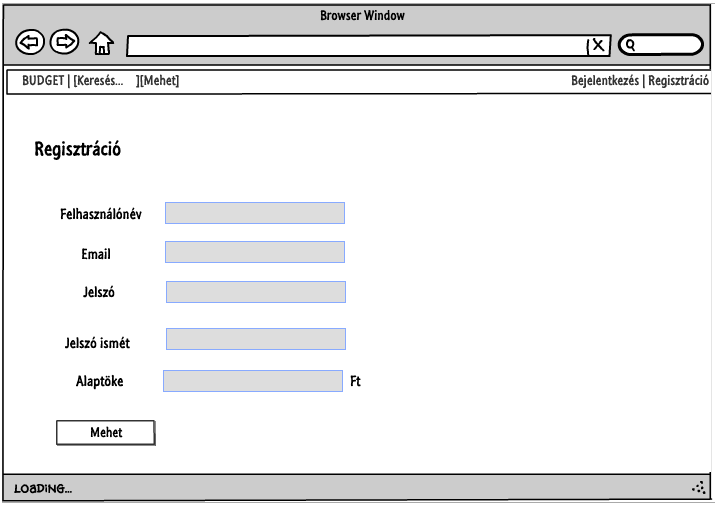 Browser Window
BUDGET | [Keresés... ][Mehet] Bejelentkezés | Regisztráció
Regisztráció
Felhasználónév
Email
Jelszó
Jelszó ismét
Alaptöke Ft
Mehet
LOADING...